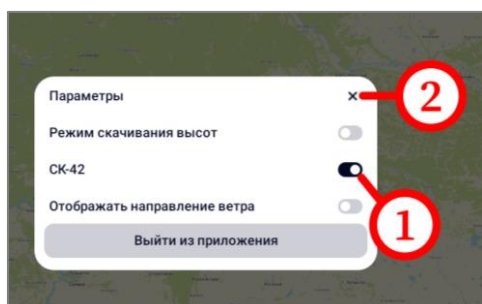 Параметры
×
2
Режим скачивания высот
СК-42
1
Отображать направление ветра
Выйти из приложения